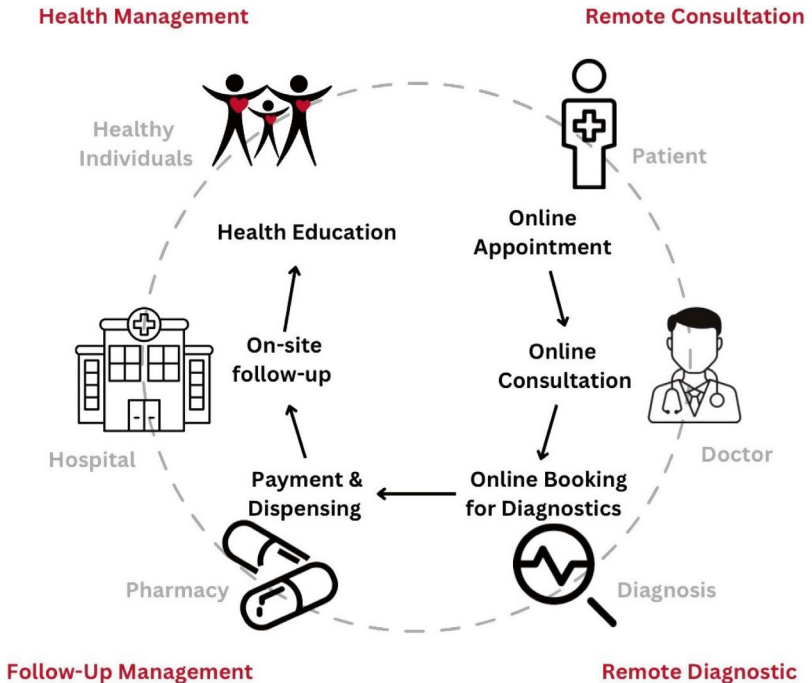 Health Management
Remote Consultation
Healthy
Individuals
Patient
Health Education
Online
Appointment
On-site
follow-up
Online
Consultation
Hospital
Doctor
Payment &
Dispensing
Online Booking
for Diagnostics
Pharmacy
Diagnosis
Follow-Up Management
Remote Diagnostic